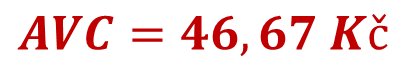 AVC = 46,67 Kč